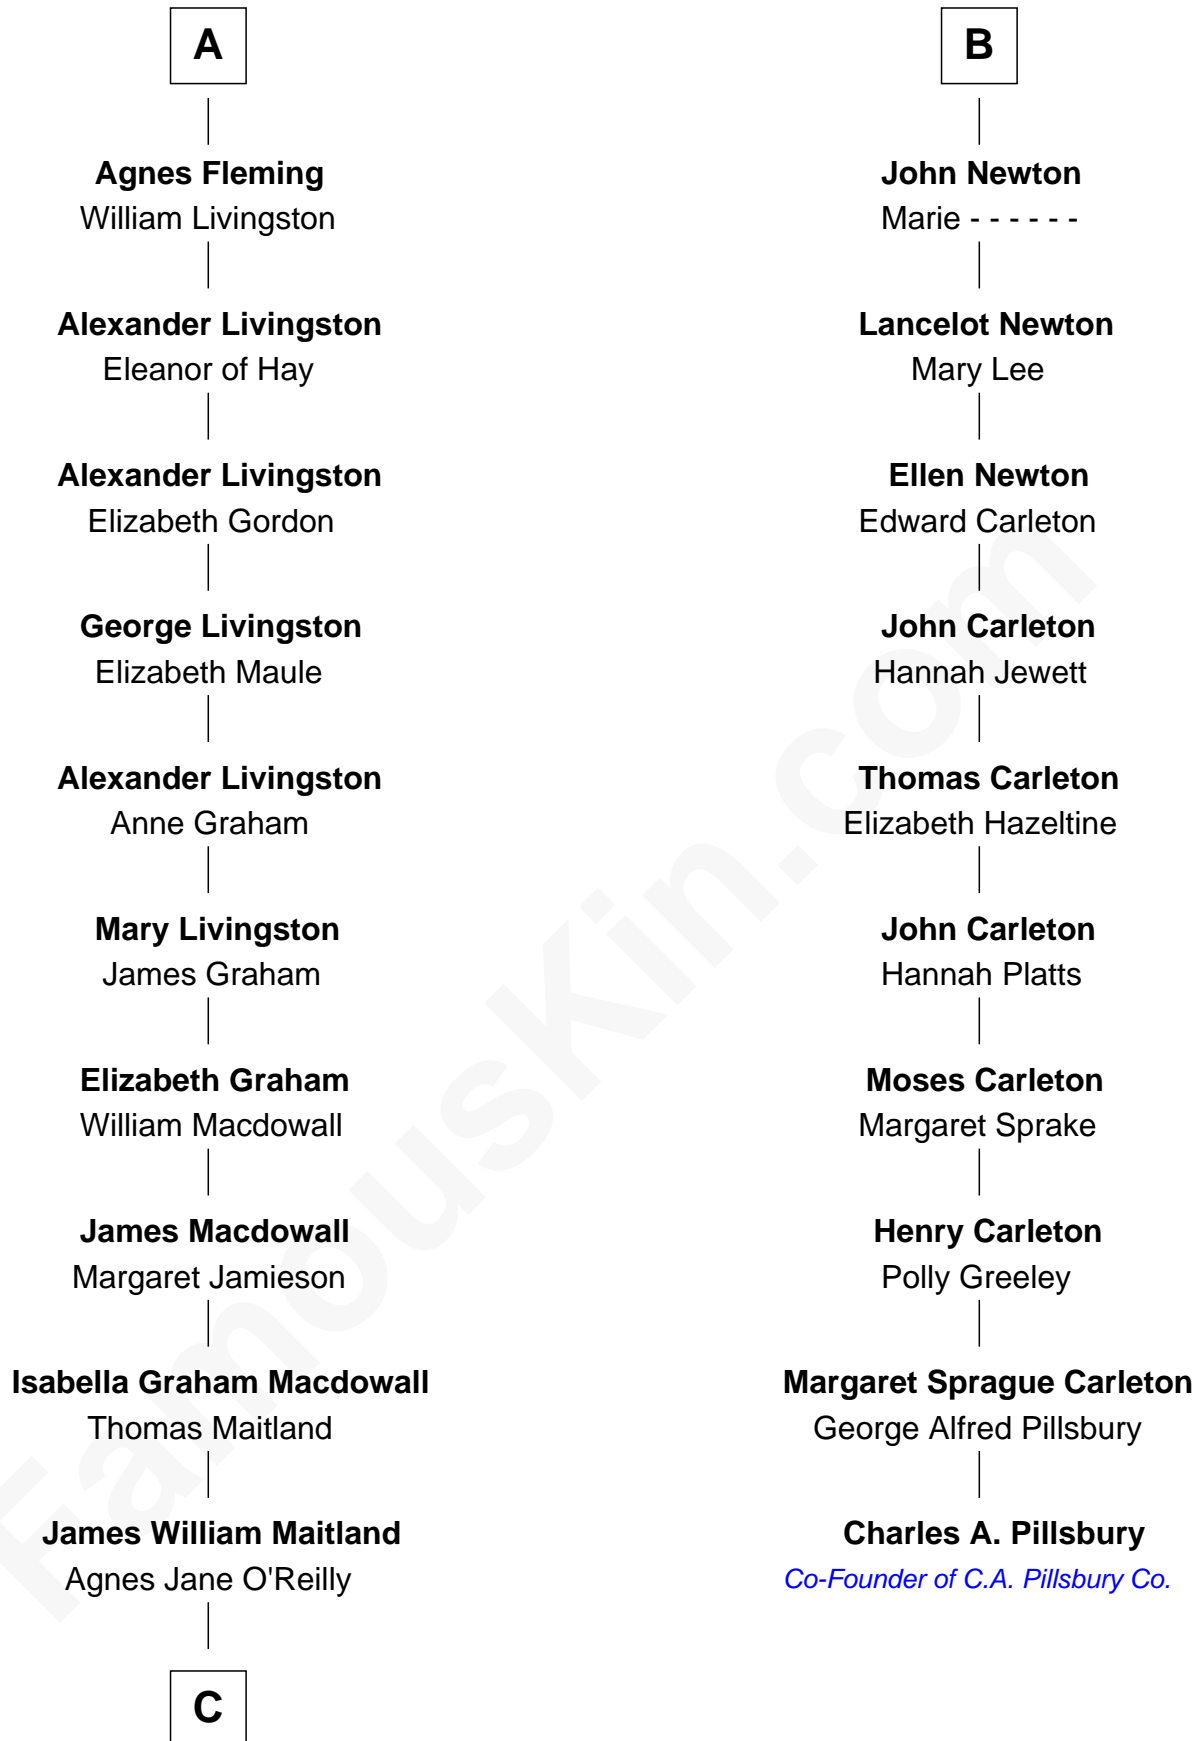 A
Agnes Fleming
William Livingston
Alexander Livingston
Eleanor of Hay
Alexander Livingston
Elizabeth Gordon
George Livingston
Elizabeth Maule
Alexander Livingston
Anne Graham
Mary Livingston
James Graham
Elizabeth Graham
William Macdowall
James Macdowall
Margaret Jamieson
Isabella Graham Macdowall
Thomas Maitland
James William Maitland
Agnes Jane O'Reilly
C
B
John Newton
Marie - - - - - -
Lancelot Newton
Mary Lee
Ellen Newton
Edward Carleton
John Carleton
Hannah Jewett
Thomas Carleton
Elizabeth Hazeltine
John Carleton
Hannah Platts
Moses Carleton
Margaret Sprake
Henry Carleton
Polly Greeley
Margaret Sprague Carleton
George Alfred Pillsbury
Charles A. Pillsbury
Co-Founder of C.A. Pillsbury Co.
FamousKin.com